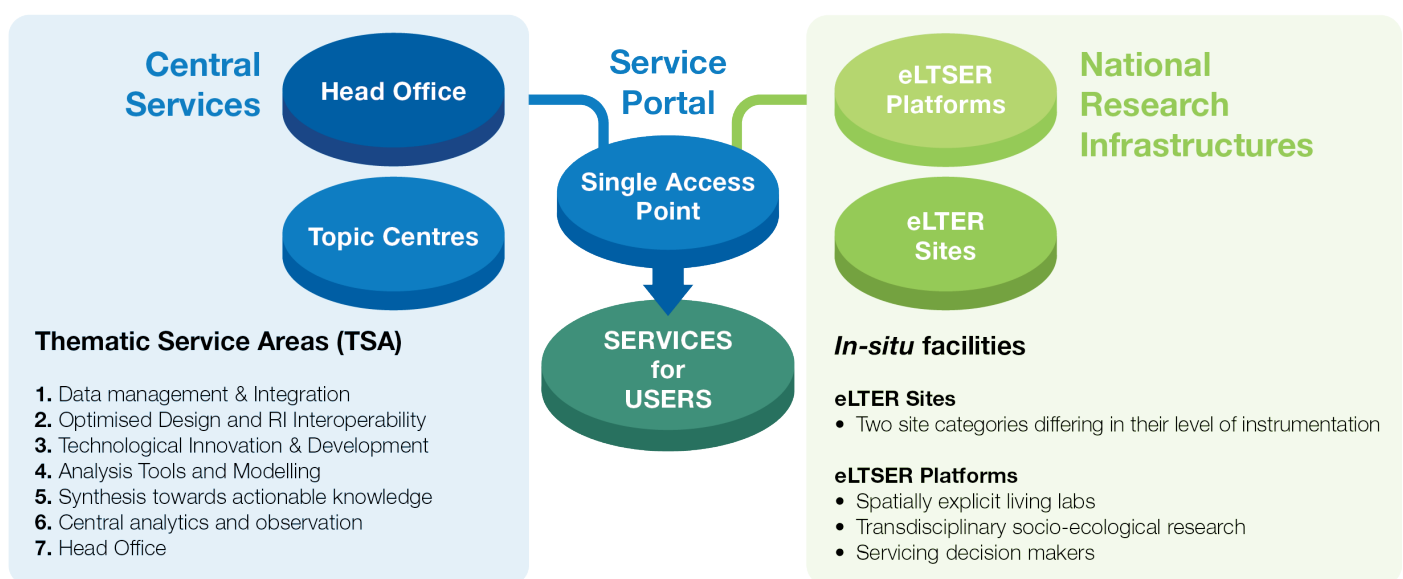 Central
Services
Head Office
Topic Centres
Thematic Service Areas (TSA)
1. Data management & Integration
2. Optimised Design and RI Interoperability
3. Technological Innovation & Development
4. Analysis Tools and Modelling
5. Synthesis towards actionable knowledge
6. Central analytics and observation
7. Head Office
Service
Portal
Single Access
Point
SERVICES
for
USERS
eLTSER
Platforms
National
Research
Infrastructures
eLTER
Sites
In-situ facilities
eLTER Sites
• Two site categories differing in their level of instrumentation
eLTSER Platforms
• Spatially explicit living labs
• Transdisciplinary socio-ecological research
• Servicing decision makers